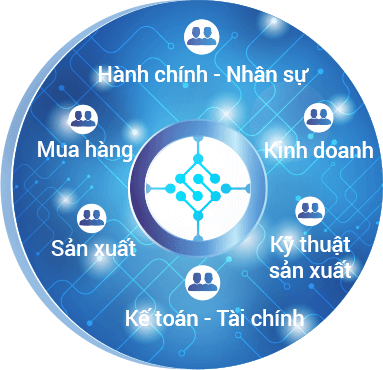 Hành chính - Nhân sự
Mua hàng
Kinh doanh
Sản xuất
Kỹ thuật
sản xuất
Kế toán - Tài chính